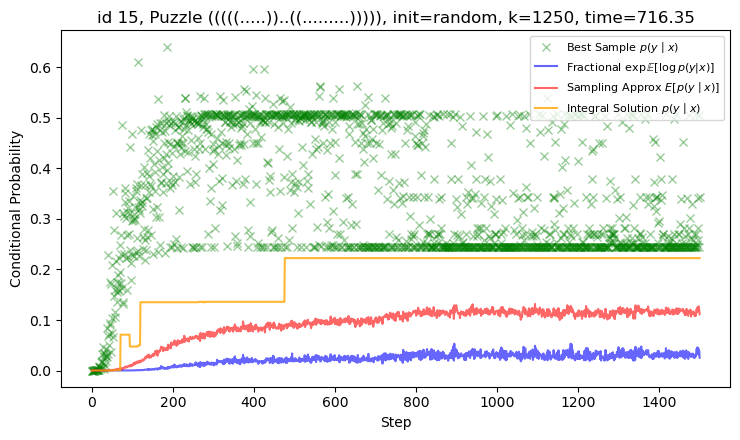 id 15, Puzzle (((((.....))..((.........))))), init=random, k=1250, time=716.35
Best Sample p(y | x)
Fractional exp𝔼[log p(y|x)]
Sampling Approx E[p(y | x)]
Integral Solution p(y | x)
Conditional Probability
0.6
0.5
0.4
0.3
0.2
0.1
0.0
0 200 400 600 800 1000 1200 1400
Step